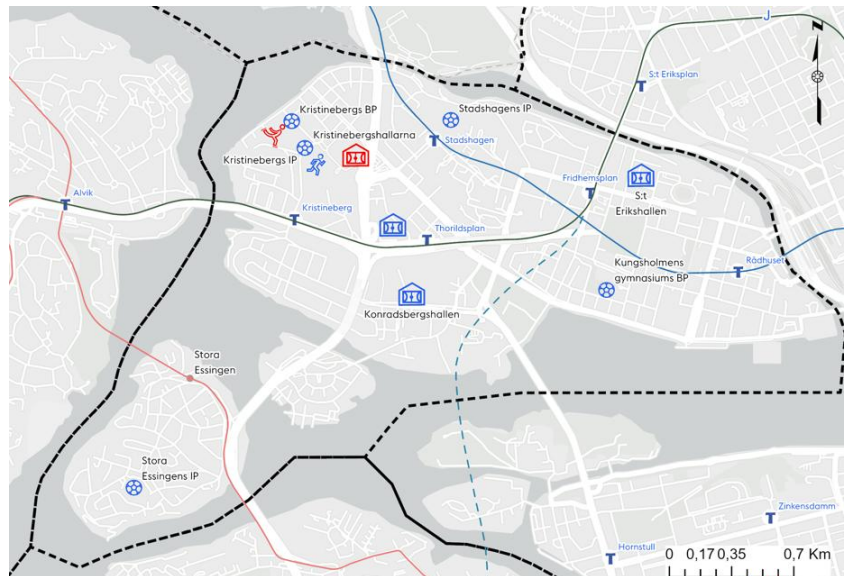 J
N
S:t Eriksplan
Kristinebergs BP
Stadshagens IP
Kristinebergshallarna
Stadshagen
Kristinebergs IP
Fridhemsplan
Alvik
S:t
Erikshallen
Kristineberg
Thorildsplan
Kungsholmens
gymnasiums BP
Rådhuset
Konradsbergshallen
Stora
Essingen
Stora
Essingens IP
Zinkensdamm
Hornstull
0 0,17 0,35 0,7 Km